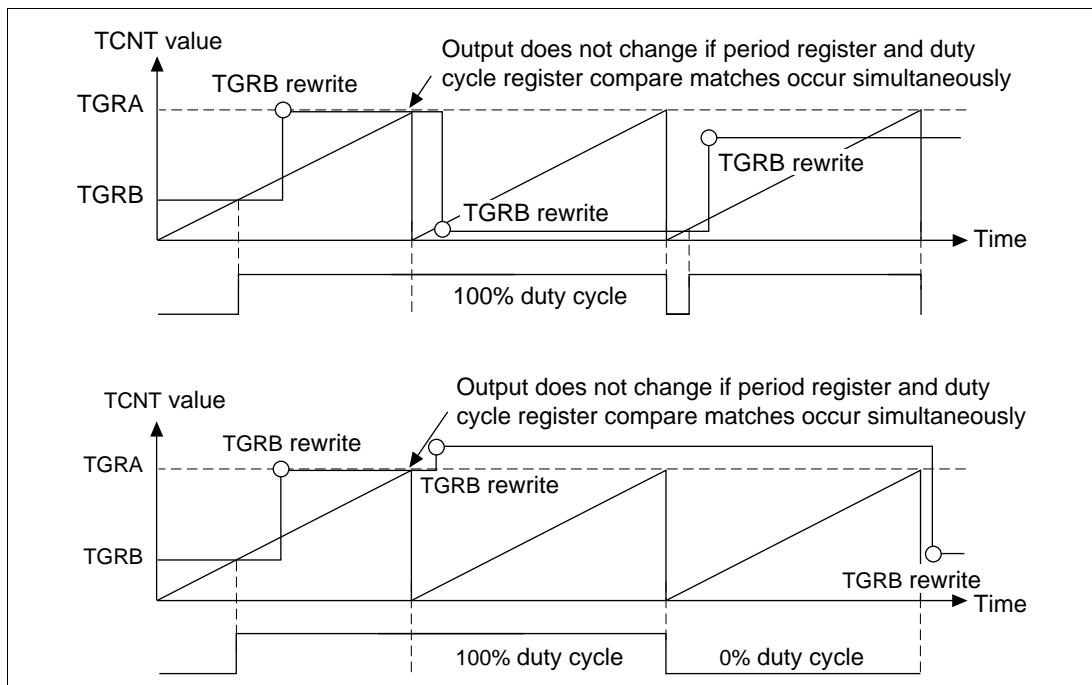 TCNT value
Output does not change if period register and duty
cycle register compare matches occur simultaneously
TGRB rewrite
TGRA
TGRB rewrite
TGRB
TGRB rewrite
Time
100% duty cycle
Output does not change if period register and duty
cycle register compare matches occur simultaneously
TCNT value
TGRB rewrite
TGRA
TGRB rewrite
TGRB
TGRB rewrite
Time
100% duty cycle
0% duty cycle